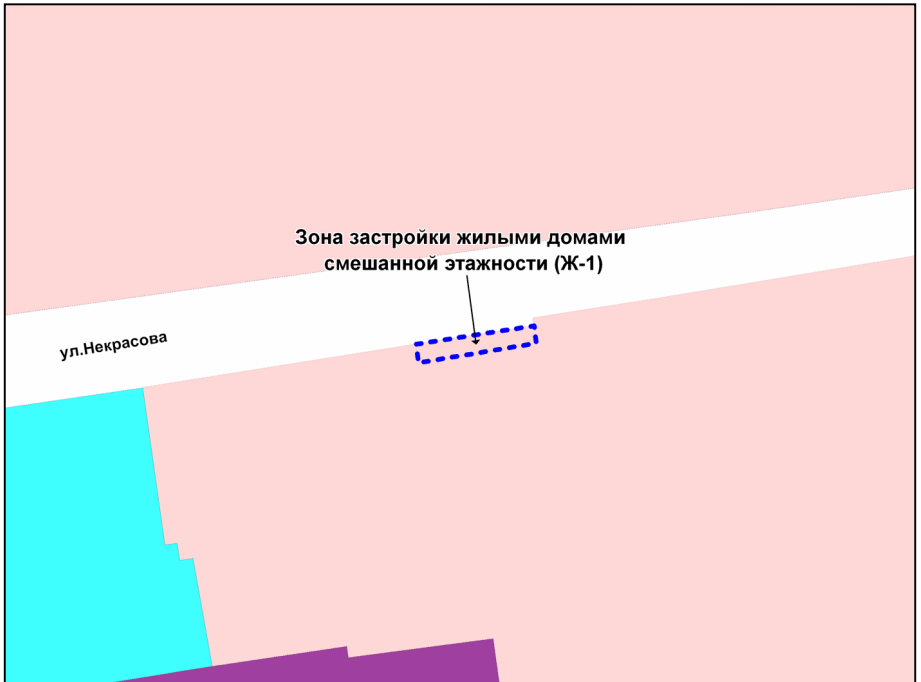 Зона застройки жилыми домами
смешанной этажности (Ж-1)
ул.Некрасова